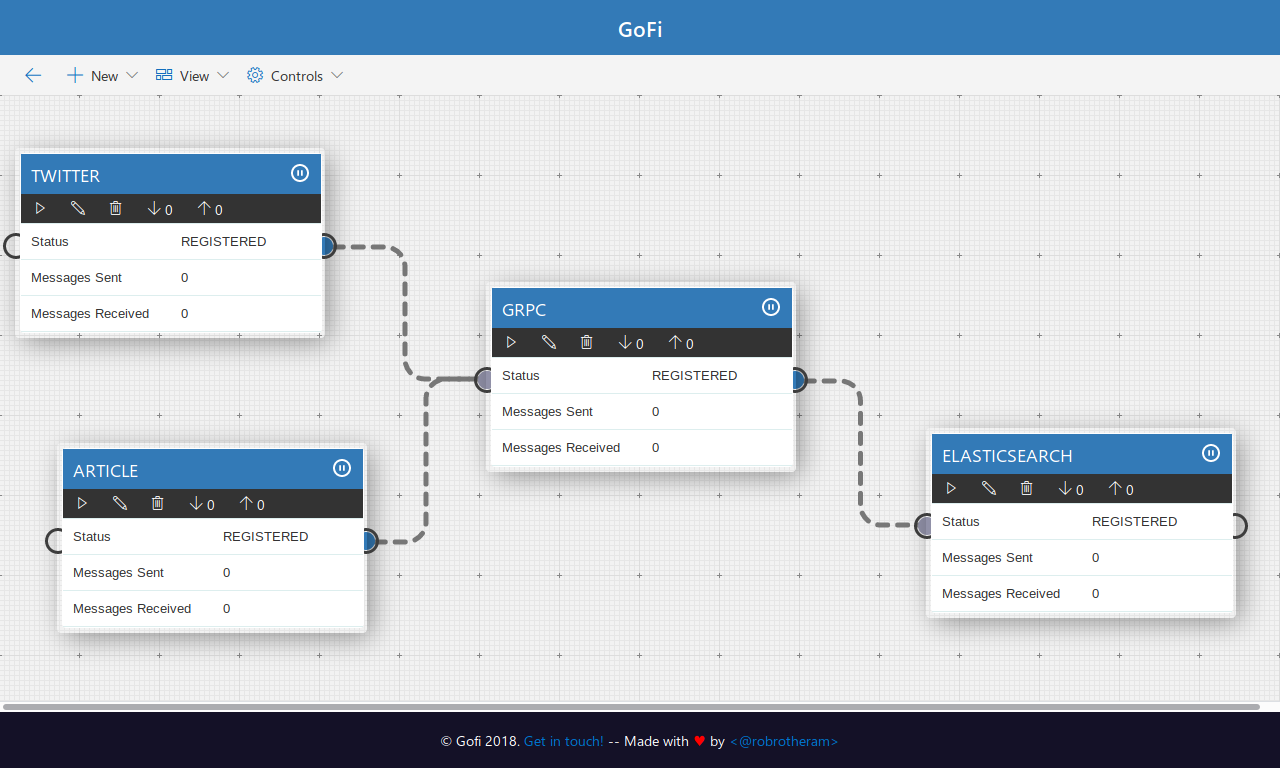 GoFi
New View Controls
TWITTER
0 0
Status REGISTERED
Messages Sent 0
Messages Received 0
GRPC
0 0
Status REGISTERED
Messages Sent 0
Messages Received 0
ARTICLE
0 0
Status REGISTERED
Messages Sent 0
Messages Received 0
ELASTICSEARCH
0 0
Status REGISTERED
Messages Sent 0
Messages Received 0
© Gofi 2018. Get in touch! -- Made with ♥ by <@robrotheram>